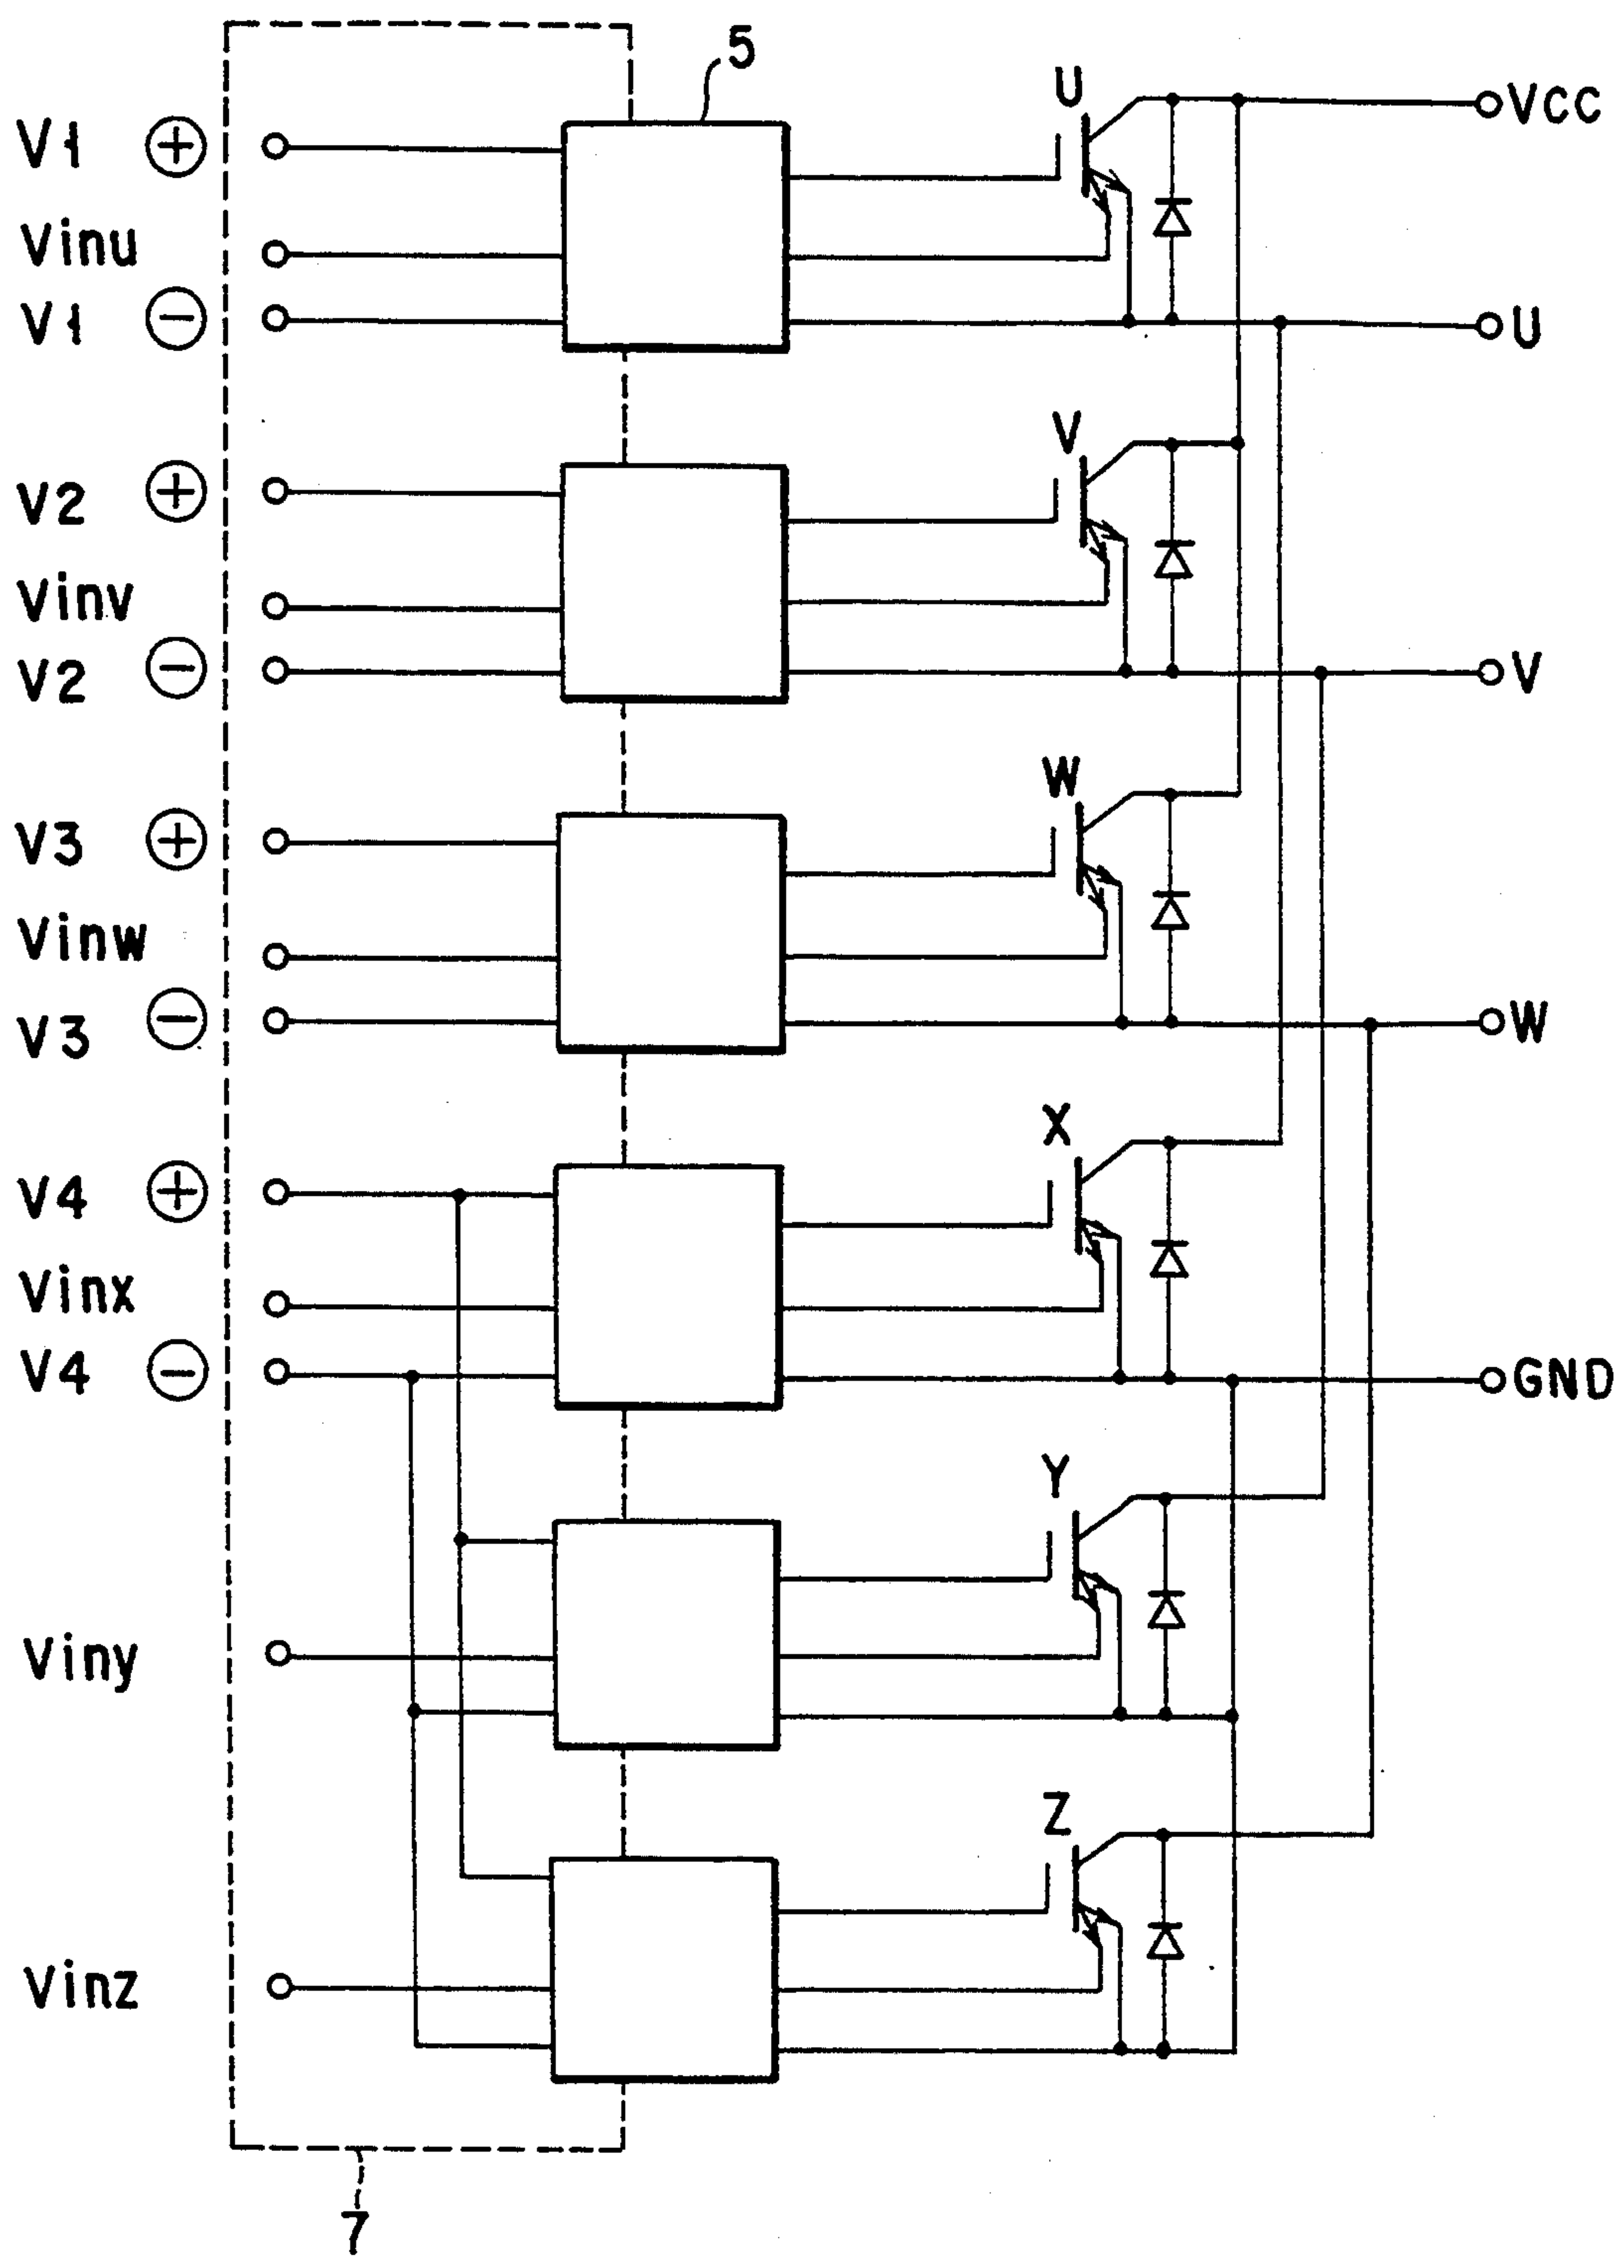 5
U
Vcc
V1 ⊕
Vinu
V1 ⊖
U
V
V2 ⊕
Vinv
V2 ⊖
V
W
V3 ⊕
Vinw
V3 ⊖
W
X
V4 ⊕
Vinx
V4 ⊖
GND
Y
Viny
Z
Vinz
7